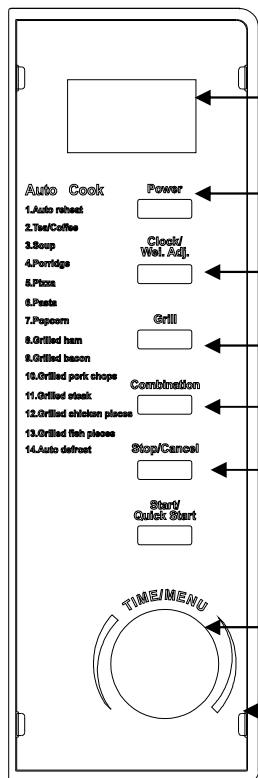 Auto Cook
1.Auto reheat
2.Tea/Coffee
3.Soup
4.Porridge
5.Pizza
6.Pasta
7.Popcorn
8.Grilled ham
9.Grilled bacon
10.Grilled pork chops
11.Grilled steak
12.Grilled chicken pieces
13.Grilled fish pieces
14.Auto defrost
Power
Clock/
Wei. Adj.
Grill
Combination
Stop/Cancel
Start/
Quick Start
TIME/MENU